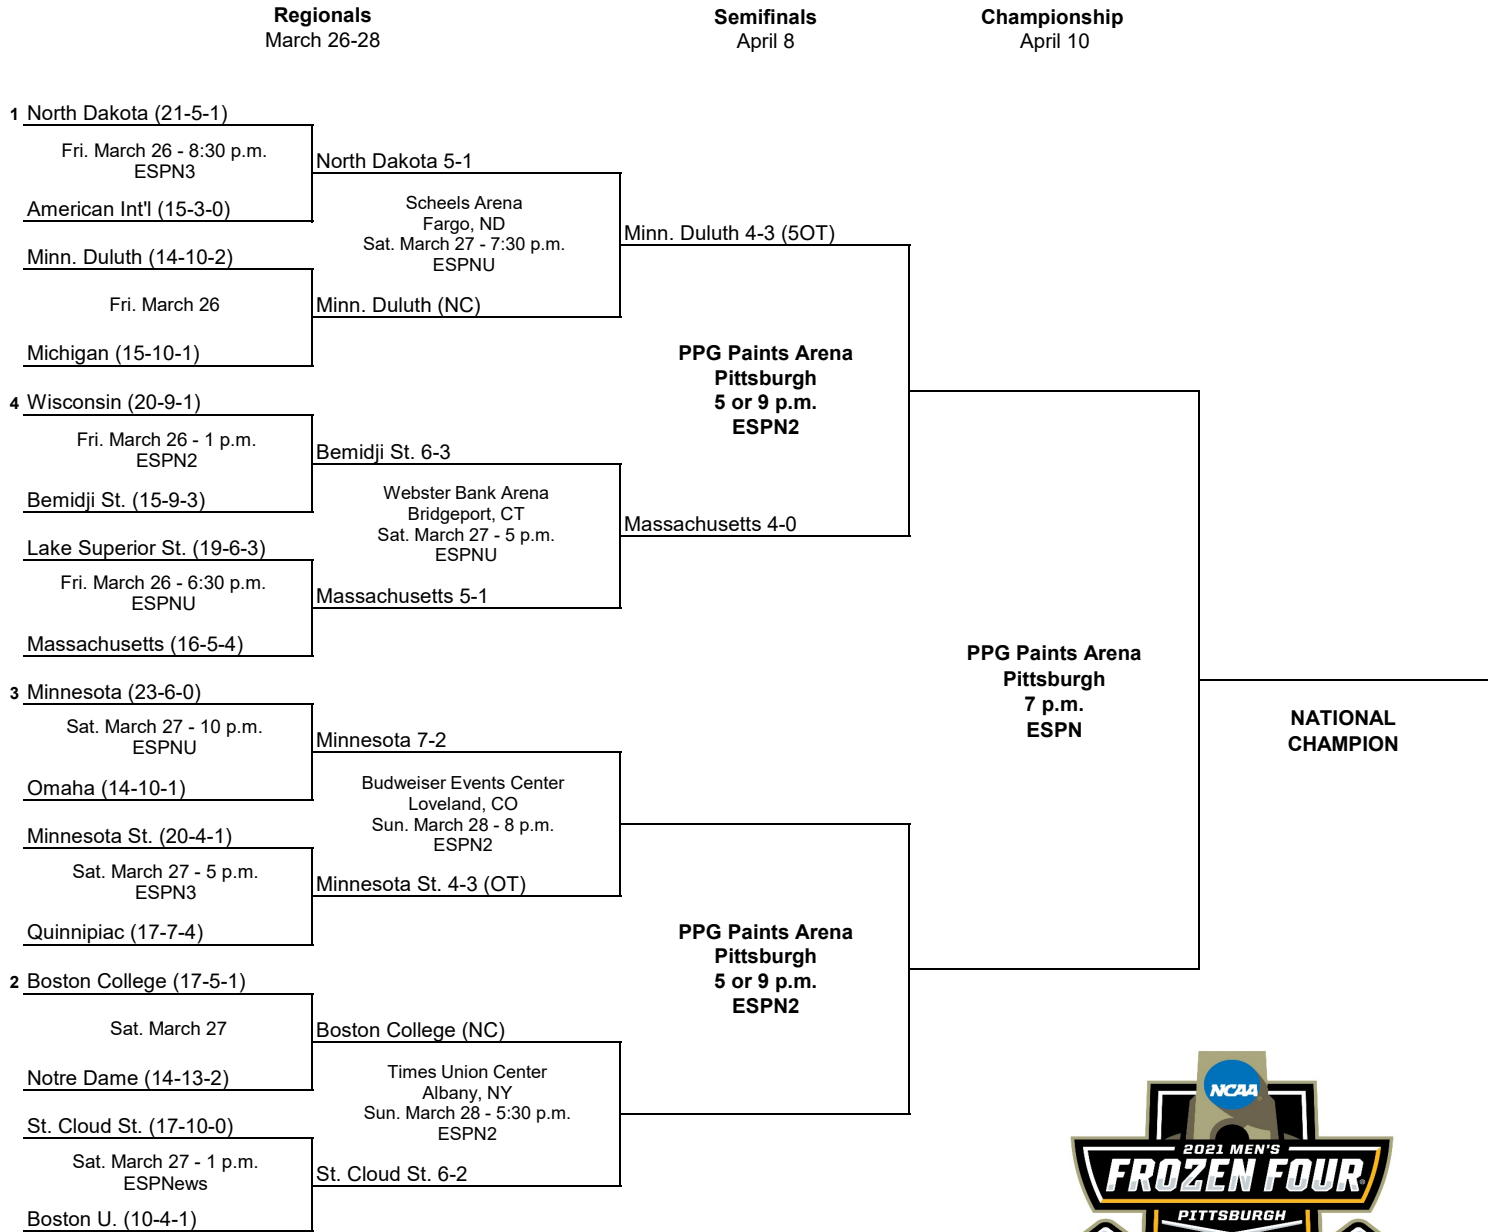 Regionals
March 26-28
Semifinals
April 8
Championship
April 10
1 North Dakota (21-5-1)
Fri. March 26 - 8:30 p.m.
ESPN3
North Dakota 5-1
American Int'l (15-3-0)
Scheels Arena
Fargo, ND
Sat. March 27 - 7:30 p.m.
ESPNU
Minn. Duluth 4-3 (5OT)
Minn. Duluth (14-10-2)
Fri. March 26
Minn. Duluth (NC)
Michigan (15-10-1)
PPG Paints Arena
Pittsburgh
5 or 9 p.m.
ESPN2
4 Wisconsin (20-9-1)
Fri. March 26 - 1 p.m.
ESPN2
Bemidji St. 6-3
Bemidji St. (15-9-3)
Webster Bank Arena
Bridgeport, CT
Sat. March 27 - 5 p.m.
ESPNU
Massachusetts 4-0
Lake Superior St. (19-6-3)
Fri. March 26 - 6:30 p.m.
ESPNU
Massachusetts 5-1
Massachusetts (16-5-4)
PPG Paints Arena
Pittsburgh
7 p.m.
ESPN
NATIONAL
CHAMPION
3 Minnesota (23-6-0)
Sat. March 27 - 10 p.m.
ESPNU
Minnesota 7-2
Omaha (14-10-1)
Budweiser Events Center
Loveland, CO
Sun. March 28 - 8 p.m.
ESPN2
Minnesota St. (20-4-1)
Sat. March 27 - 5 p.m.
ESPN3
Minnesota St. 4-3 (OT)
Quinnipiac (17-7-4)
PPG Paints Arena
Pittsburgh
5 or 9 p.m.
ESPN2
2 Boston College (17-5-1)
Sat. March 27
Boston College (NC)
Notre Dame (14-13-2)
Times Union Center
Albany, NY
Sun. March 28 - 5:30 p.m.
ESPN2
St. Cloud St. (17-10-0)
Sat. March 27 - 1 p.m.
ESPNews
St. Cloud St. 6-2
Boston U. (10-4-1)
NCAA
2021 MEN'S
FROZEN FOUR
PITTSBURGH